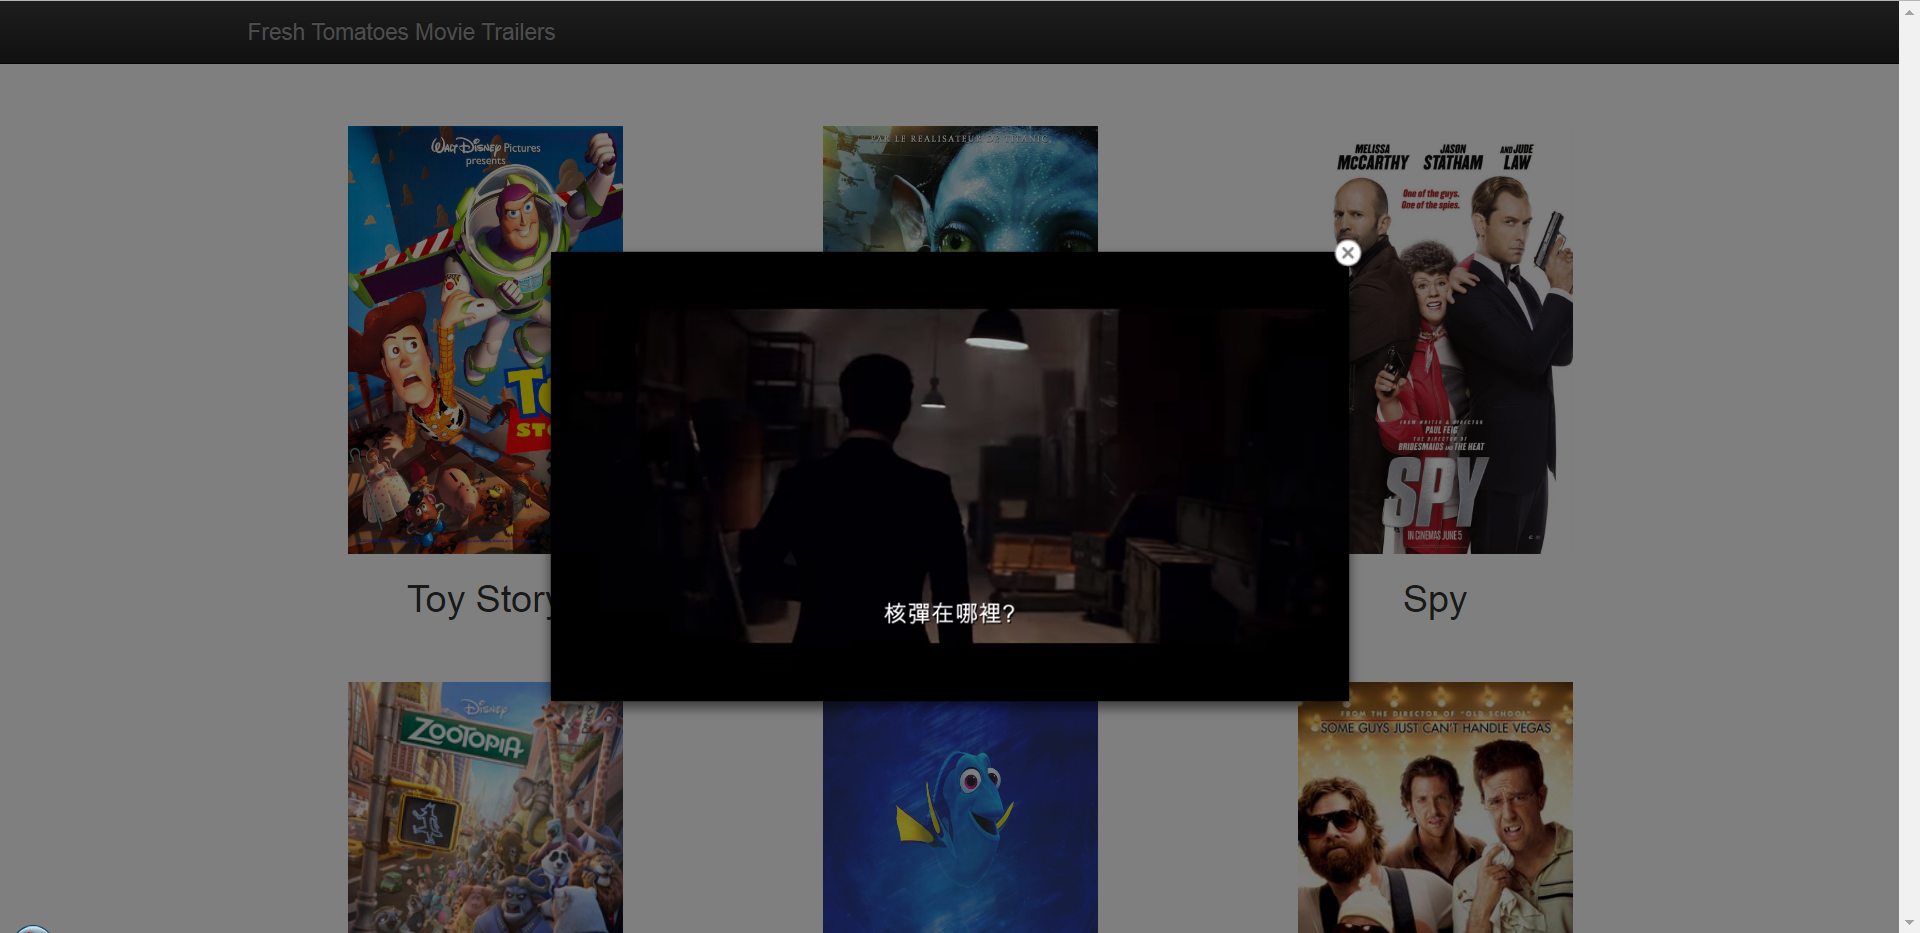 Fresh Tomatoes Movie Trailers
WALT DISNEY Pictures
presents
TO
STO
Toy Story
PAR LE REALISATEUR DE TITANIC
MELISSA McCARTHY
JASON STATHAM
AND JUDE LAW
One of the guys.
One of the spies.
FROM WRITER & DIRECTOR
PAUL FEIG
THE DIRECTOR OF
BRIDESMAIDS AND THE HEAT
SPY
IN CINEMAS JUNE 5
Spy
核彈在哪裡?
DISNEY
ZOOTOPIA
FROM THE DIRECTOR OF "OLD SCHOOL"
SOME GUYS JUST CAN'T HANDLE VEGAS